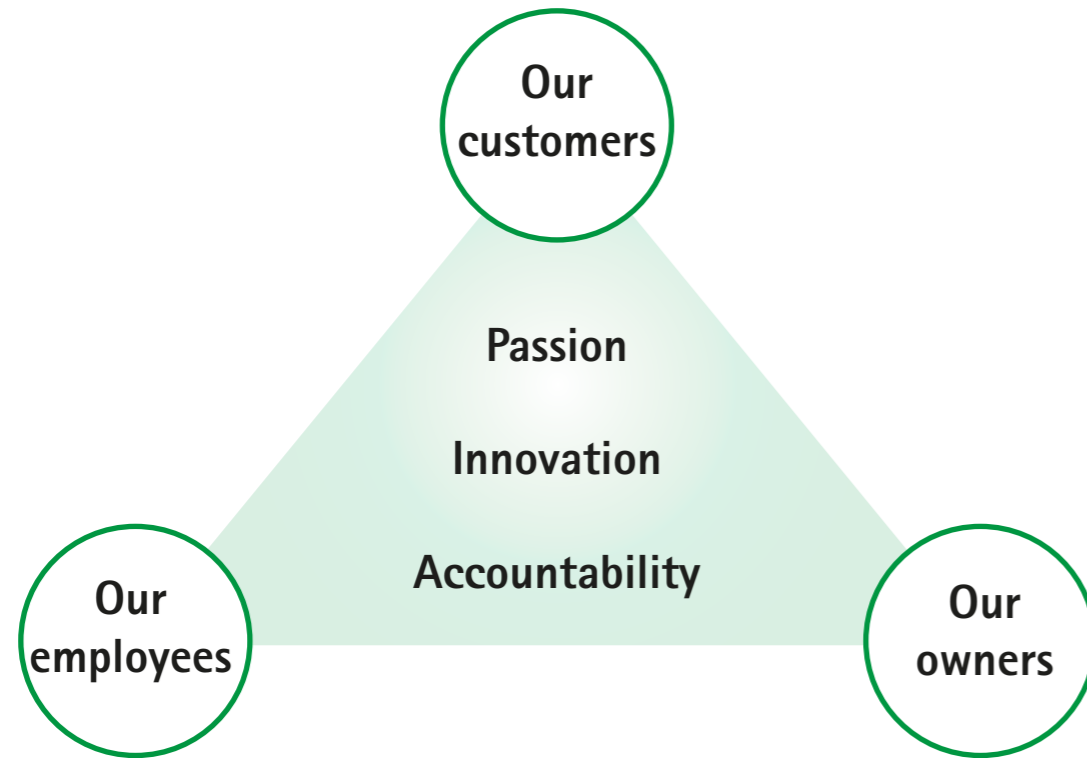 Our
customers
Passion
Innovation
Accountability
Our
employees
Our
owners